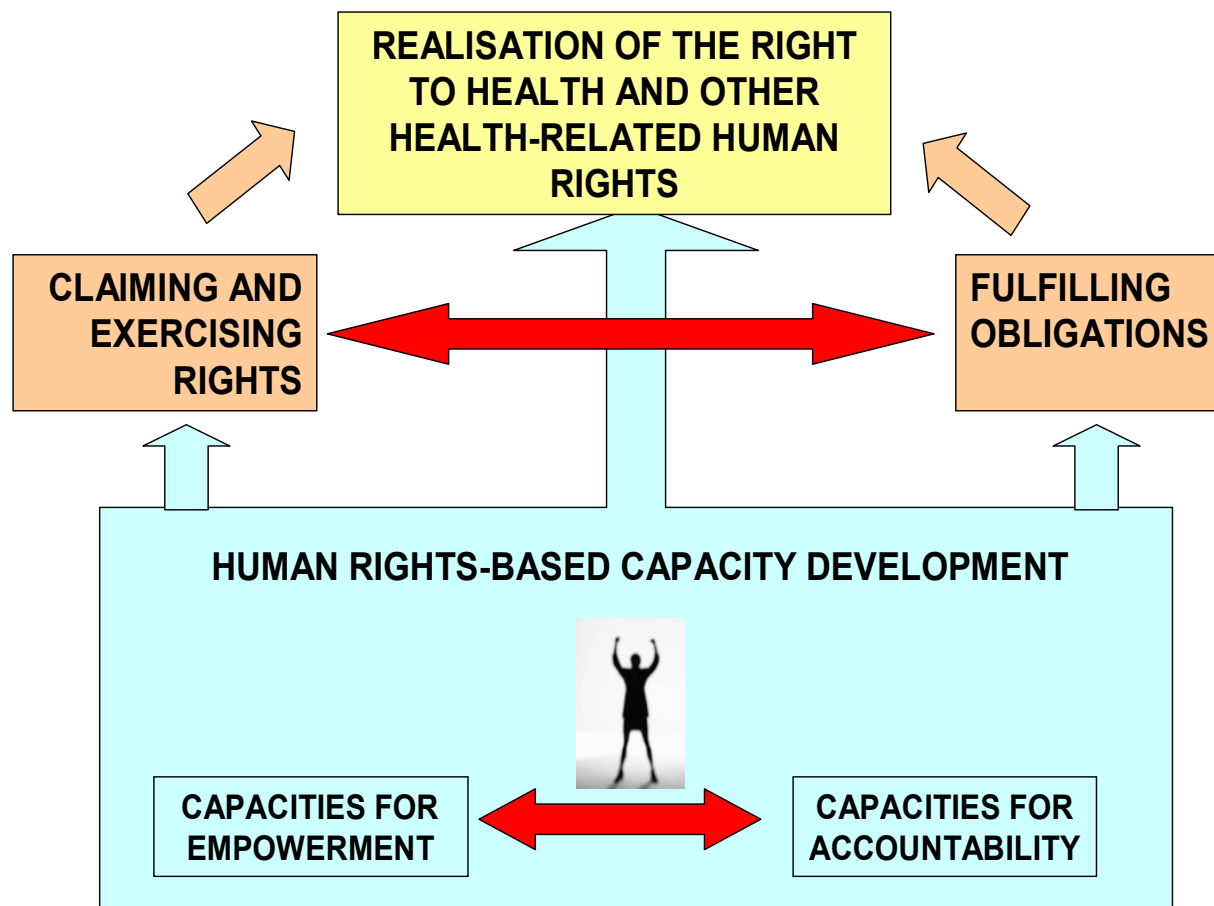 REALISATION OF THE RIGHT
TO HEALTH AND OTHER
HEALTH-RELATED HUMAN
RIGHTS
CLAIMING AND
EXERCISING
RIGHTS
FULFILLING
OBLIGATIONS
HUMAN RIGHTS-BASED CAPACITY DEVELOPMENT
CAPACITIES FOR
EMPOWERMENT
CAPACITIES FOR
ACCOUNTABILITY